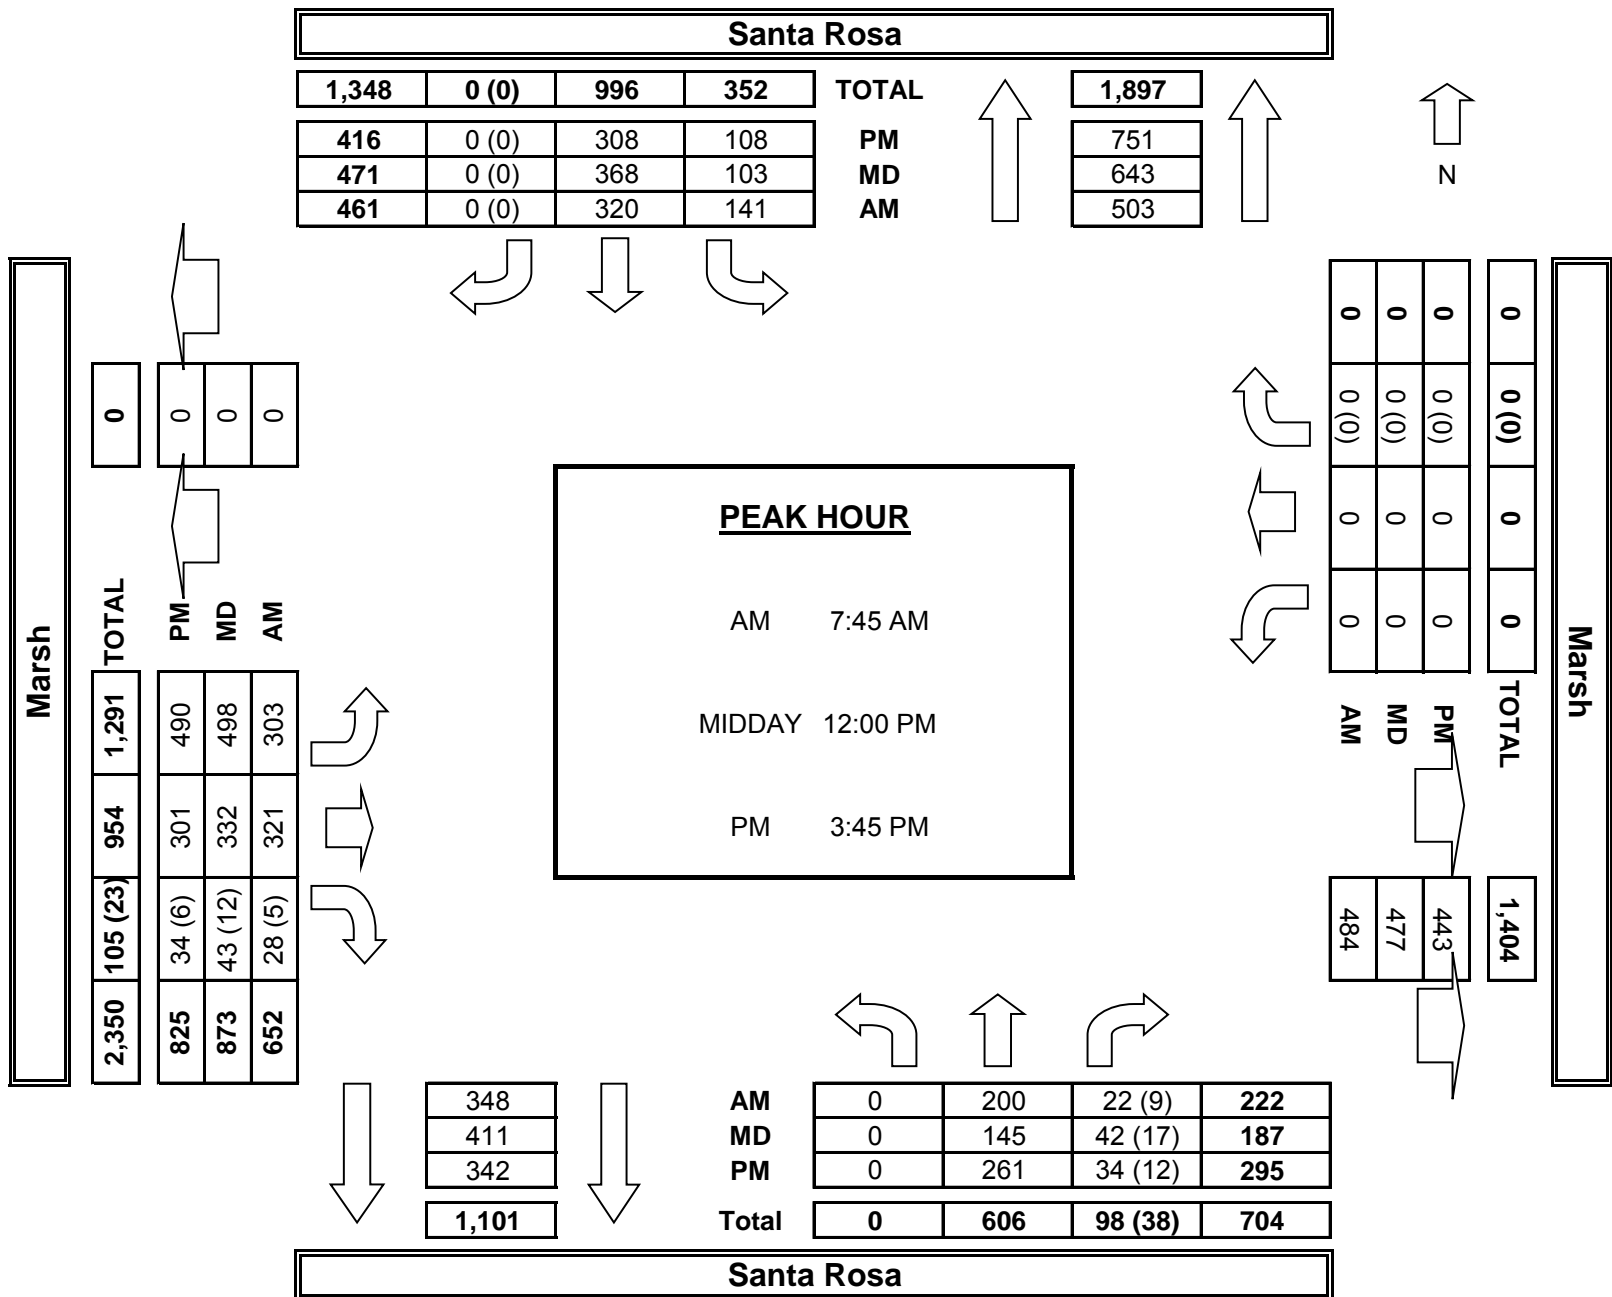 Santa Rosa
1,348 0 (0) 996 352 TOTAL 1,897
416 0 (0) 308 108 PM 751
471 0 (0) 368 103 MD 643
461 0 (0) 320 141 AM 503
N
Marsh
0 0 0 0
TOTAL PM MD AM
1,291 490 498 303
954 301 332 321
105 (23) 34 (6) 43 (12) 28 (5)
2,350 825 873 652
PEAK HOUR
AM 7:45 AM
MIDDAY 12:00 PM
PM 3:45 PM
0 0 0 0
0 (0) 0 (0) 0 (0) 0 (0)
0 0 0 0
0 0 0 0
AM MD PM TOTAL
484 477 443 1,404
Marsh
348 AM 0 200 22 (9) 222
411 MD 0 145 42 (17) 187
342 PM 0 261 34 (12) 295
1,101 Total 0 606 98 (38) 704
Santa Rosa